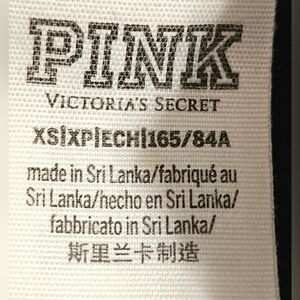 PINK
VICTORIA'S SECRET
XS|XP|ECH|165/84A
made in Sri Lanka/fabriqué au
Sri Lanka/hecho en Sri Lanka/
fabbricato in Sri Lanka/
斯里兰卡制造